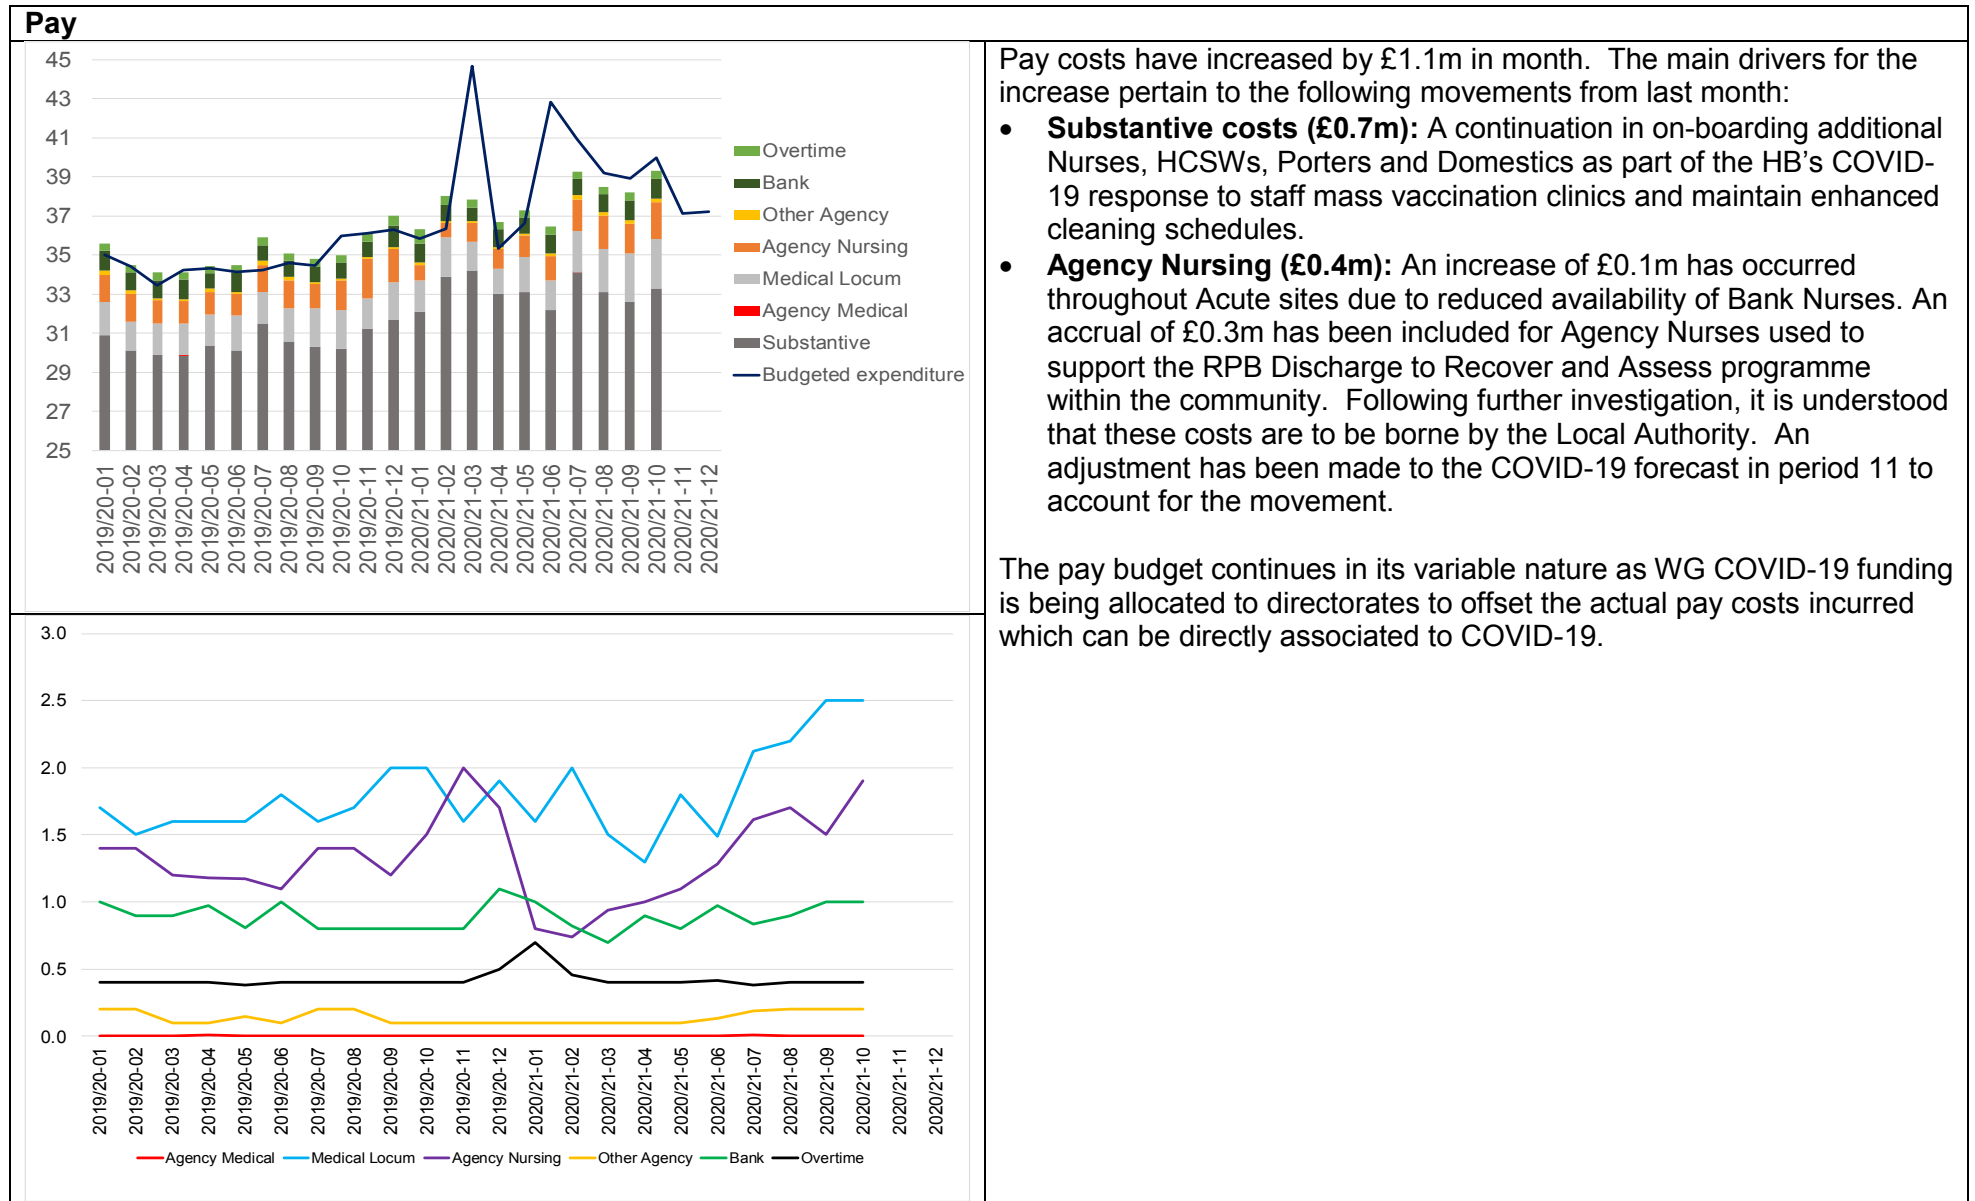 Pay
45
43
41
39
37
35
33
31
29
27
25
2019/20-01
2019/20-02
2019/20-03
2019/20-04
2019/20-05
2019/20-06
2019/20-07
2019/20-08
2019/20-09
2019/20-10
2019/20-11
2019/20-12
2020/21-01
2020/21-02
2020/21-03
2020/21-04
2020/21-05
2020/21-06
2020/21-07
2020/21-08
2020/21-09
2020/21-10
2020/21-11
2020/21-12
Overtime
Bank
Other Agency
Agency Nursing
Medical Locum
Agency Medical
Substantive
Budgeted expenditure
3.0
2.5
2.0
1.5
1.0
0.5
0.0
2019/20-01
2019/20-02
2019/20-03
2019/20-04
2019/20-05
2019/20-06
2019/20-07
2019/20-08
2019/20-09
2019/20-10
2019/20-11
2019/20-12
2020/21-01
2020/21-02
2020/21-03
2020/21-04
2020/21-05
2020/21-06
2020/21-07
2020/21-08
2020/21-09
2020/21-10
2020/21-11
2020/21-12
Agency Medical Medical Locum Agency Nursing Other Agency Bank Overtime
Pay costs have increased by £1.1m in month. The main drivers for the
increase pertain to the following movements from last month:
• Substantive costs (£0.7m): A continuation in on-boarding additional
Nurses, HCSWs, Porters and Domestics as part of the HB's COVID-
19 response to staff mass vaccination clinics and maintain enhanced
cleaning schedules.
• Agency Nursing (£0.4m): An increase of £0.1m has occurred
throughout Acute sites due to reduced availability of Bank Nurses. An
accrual of £0.3m has been included for Agency Nurses used to
support the RPB Discharge to Recover and Assess programme
within the community. Following further investigation, it is understood
that these costs are to be borne by the Local Authority. An
adjustment has been made to the COVID-19 forecast in period 11 to
account for the movement.
The pay budget continues in its variable nature as WG COVID-19 funding
is being allocated to directorates to offset the actual pay costs incurred
which can be directly associated to COVID-19.